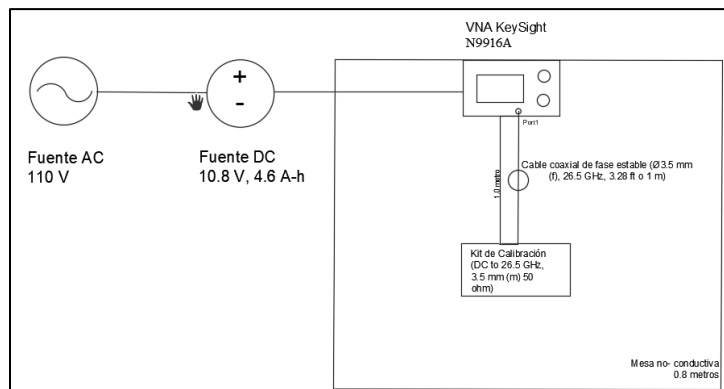 VNA KeySight
N9916A
+
-
Port1
Fuente AC
110 V
Fuente DC
10.8 V, 4.6 A-h
Cable coaxial de fase estable (Ø3.5 mm
(f), 26.5 GHz, 3.28 ft o 1 m)
1.0 metro
Kit de Calibración
(DC to 26.5 GHz,
3.5 mm (m) 50
ohm)
Mesa no- conductiva
0.8 metros